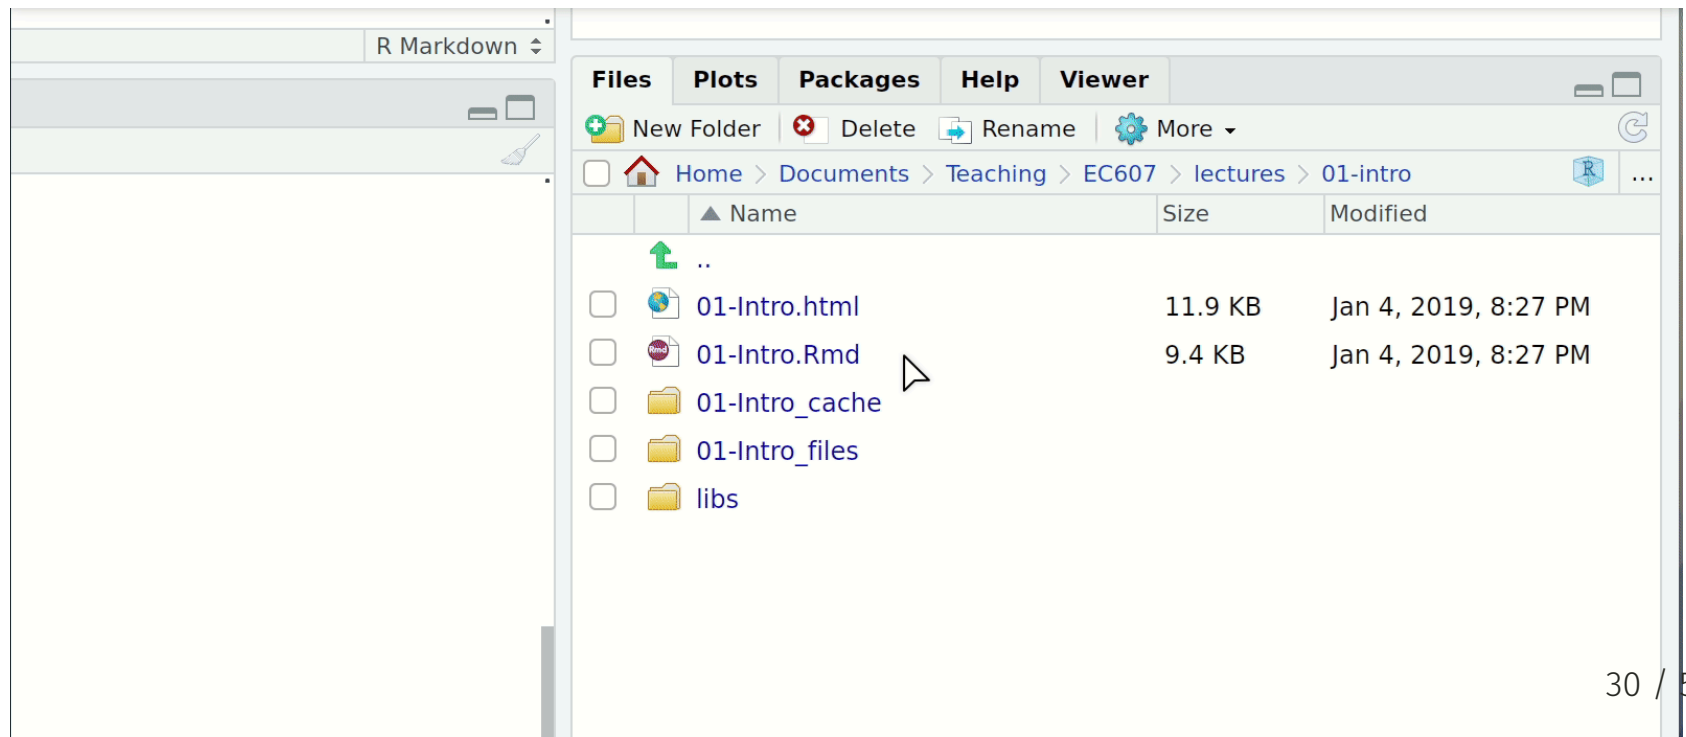 R Markdown
Files Plots Packages Help Viewer
New Folder Delete Rename More
Home > Documents > Teaching > EC607 > lectures > 01-intro R ...
Name Size Modified
..
01-Intro.html 11.9 KB Jan 4, 2019, 8:27 PM
Rmd 01-Intro.Rmd 9.4 KB Jan 4, 2019, 8:27 PM
01-Intro_cache
01-Intro_files
libs
30 /